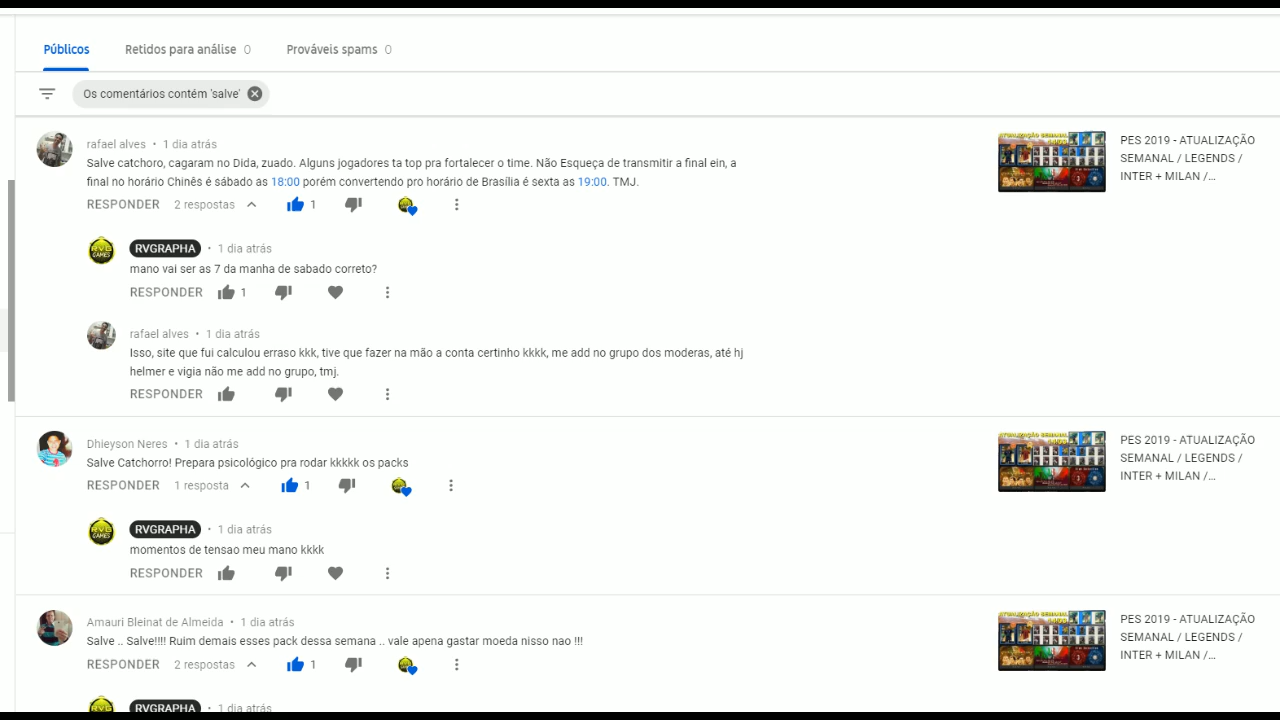 Públicos
Retidos para análise 0
Prováveis spams 0
Os comentários contém 'salve'
rafael alves • 1 dia atrás
Salve catchoro, cagaram no Dida, zuado. Alguns jogadores ta top pra fortalecer o time. Não Esqueça de transmitir a final ein, a
final no horário Chinês é sábado as 18:00 porém convertendo pro horário de Brasília é sexta as 19:00. TMJ.
RESPONDER 2 respostas 1
PES 2019 - ATUALIZAÇÃO
SEMANAL / LEGENDS /
INTER + MILAN /...
RVGRAPHA • 1 dia atrás
mano vai ser as 7 da manha de sabado correto?
RESPONDER 1
rafael alves • 1 dia atrás
Isso, site que fui calculou erraso kkk, tive que fazer na mão a conta certinho kkkk, me add no grupo dos moderas, até hj
helmer e vigia não me add no grupo, tmj.
RESPONDER
Dhieyson Neres • 1 dia atrás
Salve Catchorro! Prepara psicológico pra rodar kkkkk os packs
RESPONDER 1 resposta 1
PES 2019 - ATUALIZAÇÃO
SEMANAL / LEGENDS /
INTER + MILAN /...
RVGRAPHA • 1 dia atrás
momentos de tensao meu mano kkkk
RESPONDER
Amauri Bleinat de Almeida • 1 dia atrás
Salve .. Salve!!!! Ruim demais esses pack dessa semana .. vale apena gastar moeda nisso nao !!!
RESPONDER 2 respostas 1
PES 2019 - ATUALIZAÇÃO
SEMANAL / LEGENDS /
INTER + MILAN /...
RVGRAPHA • 1 dia atrás